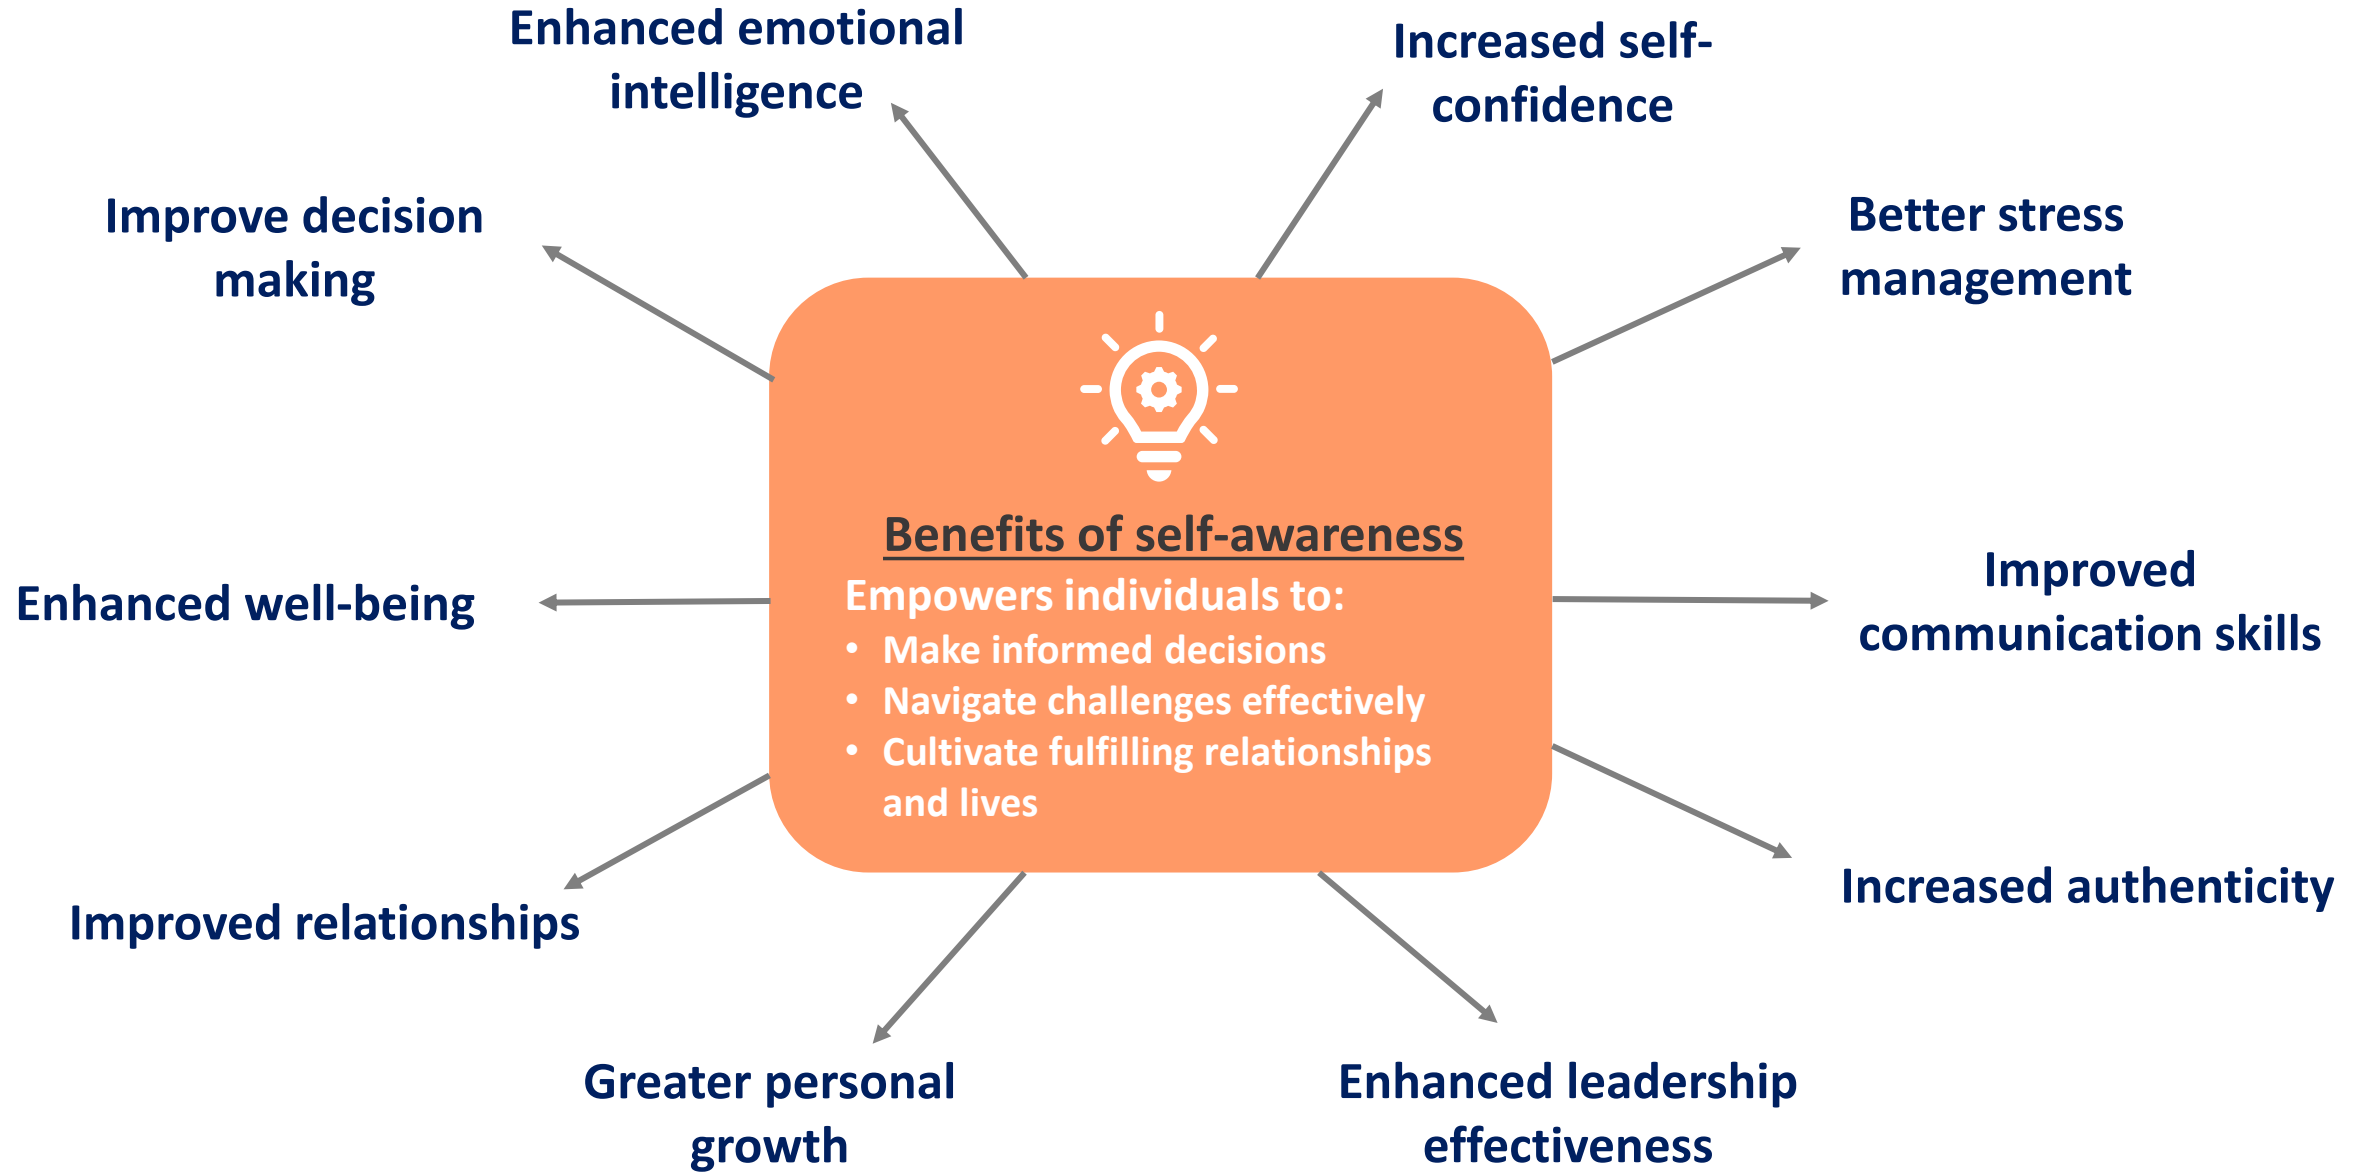 Enhanced emotional
intelligence
Increased self-
confidence
Improve decision
making
Better stress
management
Enhanced well-being
Improved
communication skills
Benefits of self-awareness
Empowers individuals to:
• Make informed decisions
• Navigate challenges effectively
• Cultivate fulfilling relationships
and lives
Improved relationships
Increased authenticity
Greater personal
growth
Enhanced leadership
effectiveness